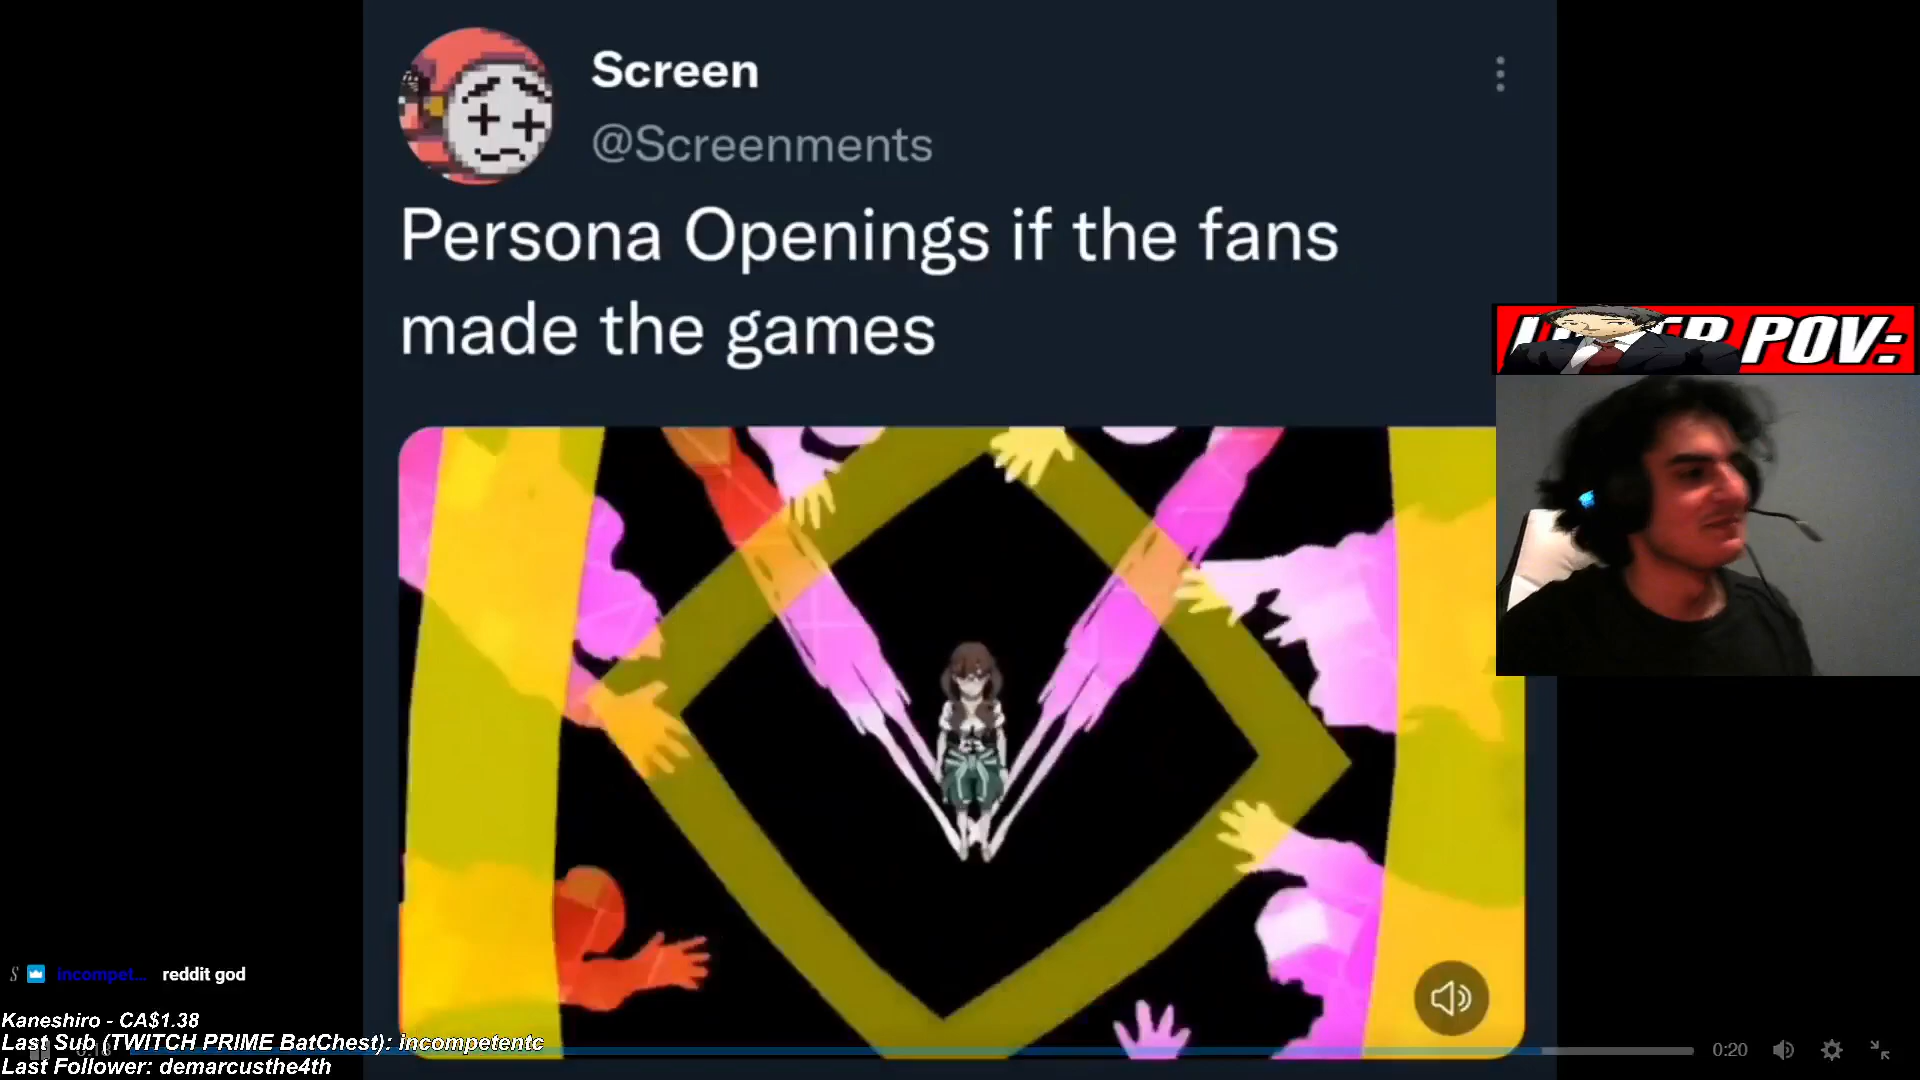 Screen
@Screenments
Persona Openings if the fans
made the games
POV:
incompet... reddit god
Kaneshiro - CA$1.38
Last Sub (TWITCH PRIME BatChest): incompetentc
0:20
Last Follower: demarcusthe4th